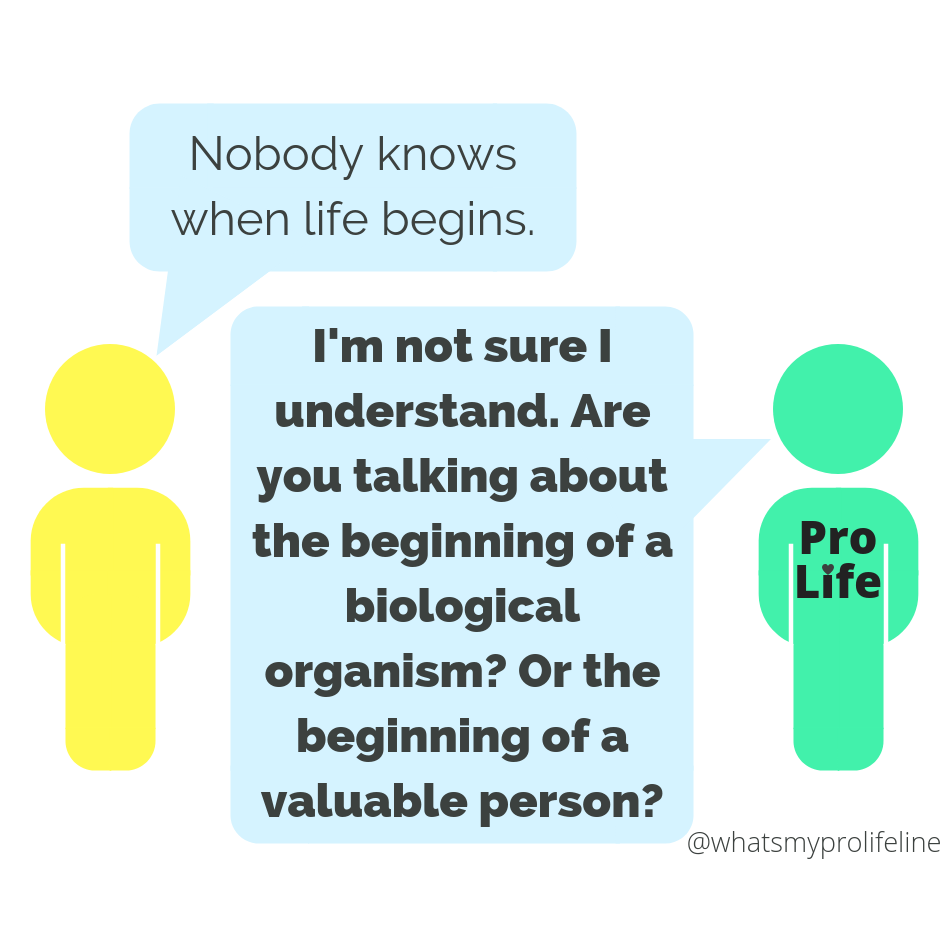 Nobody knows
when life begins.
I'm not sure I
understand. Are
you talking about
the beginning of a
biological
organism? Or the
beginning of a
valuable person?
Pro
Life
@whatsmyprolifeline